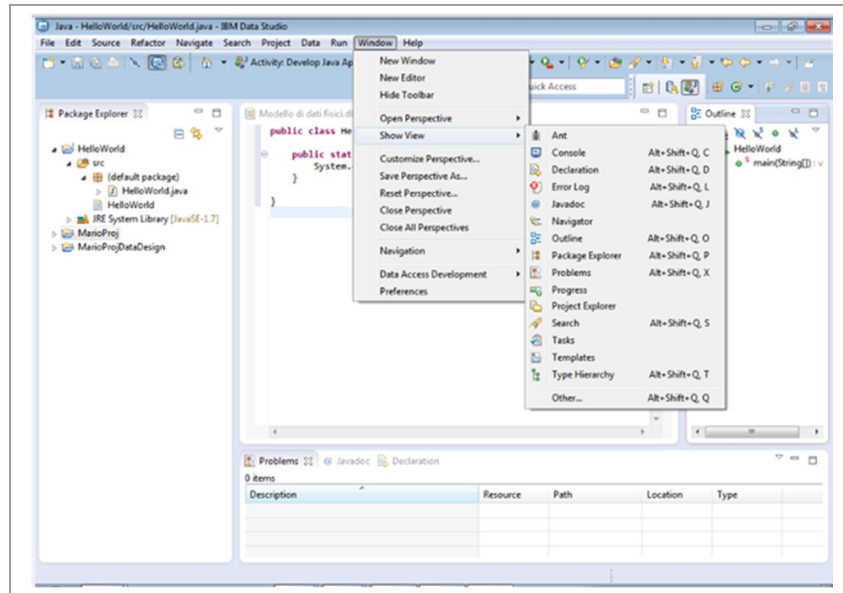 Java - HelloWorld/src/HelloWorld.java - IBM Data Studio
File Edit Source Refactor Navigate Search Project Data Run Window Help
Activity: Develop Java Ap
uick Access
Package Explorer
HelloWorld
src
(default package)
HelloWorld.java
HelloWorld
JRE System Library [JavaSE-1.7]
MarioProj
MarioProjDataDesign
Modello di dati fisici.d
public class He
public stat
System.
}
}
New Window
New Editor
Hide Toolbar
Open Perspective
Show View
Customize Perspective...
Save Perspective As...
Reset Perspective...
Close Perspective
Close All Perspectives
Navigation
Data Access Development
Preferences
Ant
Console Alt+Shift+Q, C
Declaration Alt+Shift+Q, D
Error Log Alt+Shift+Q, L
Javadoc Alt+Shift+Q, J
Navigator
Outline Alt+Shift+Q, O
Package Explorer Alt+Shift+Q, P
Problems Alt+Shift+Q, X
Progress
Project Explorer
Search Alt+Shift+Q, S
Tasks
Templates
Type Hierarchy Alt+Shift+Q, T
Other... Alt+Shift+Q, Q
Outline
HelloWorld
main(String[]) : v
Problems Javadoc Declaration
0 items
Description Resource Path Location Type